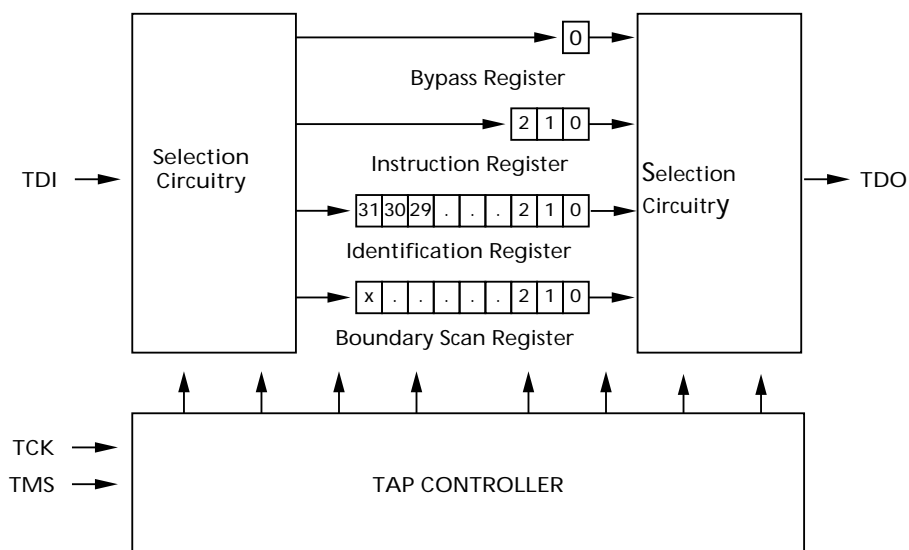 0
Bypass Register
2 1 0
Instruction Register
Selection
Circuitry
Selection
Circuitry
TDI
TDO
31 30 29 . . . 2 1 0
Identification Register
x . . . . . 2 1 0
Boundary Scan Register
TCK
TMS
TAP CONTROLLER